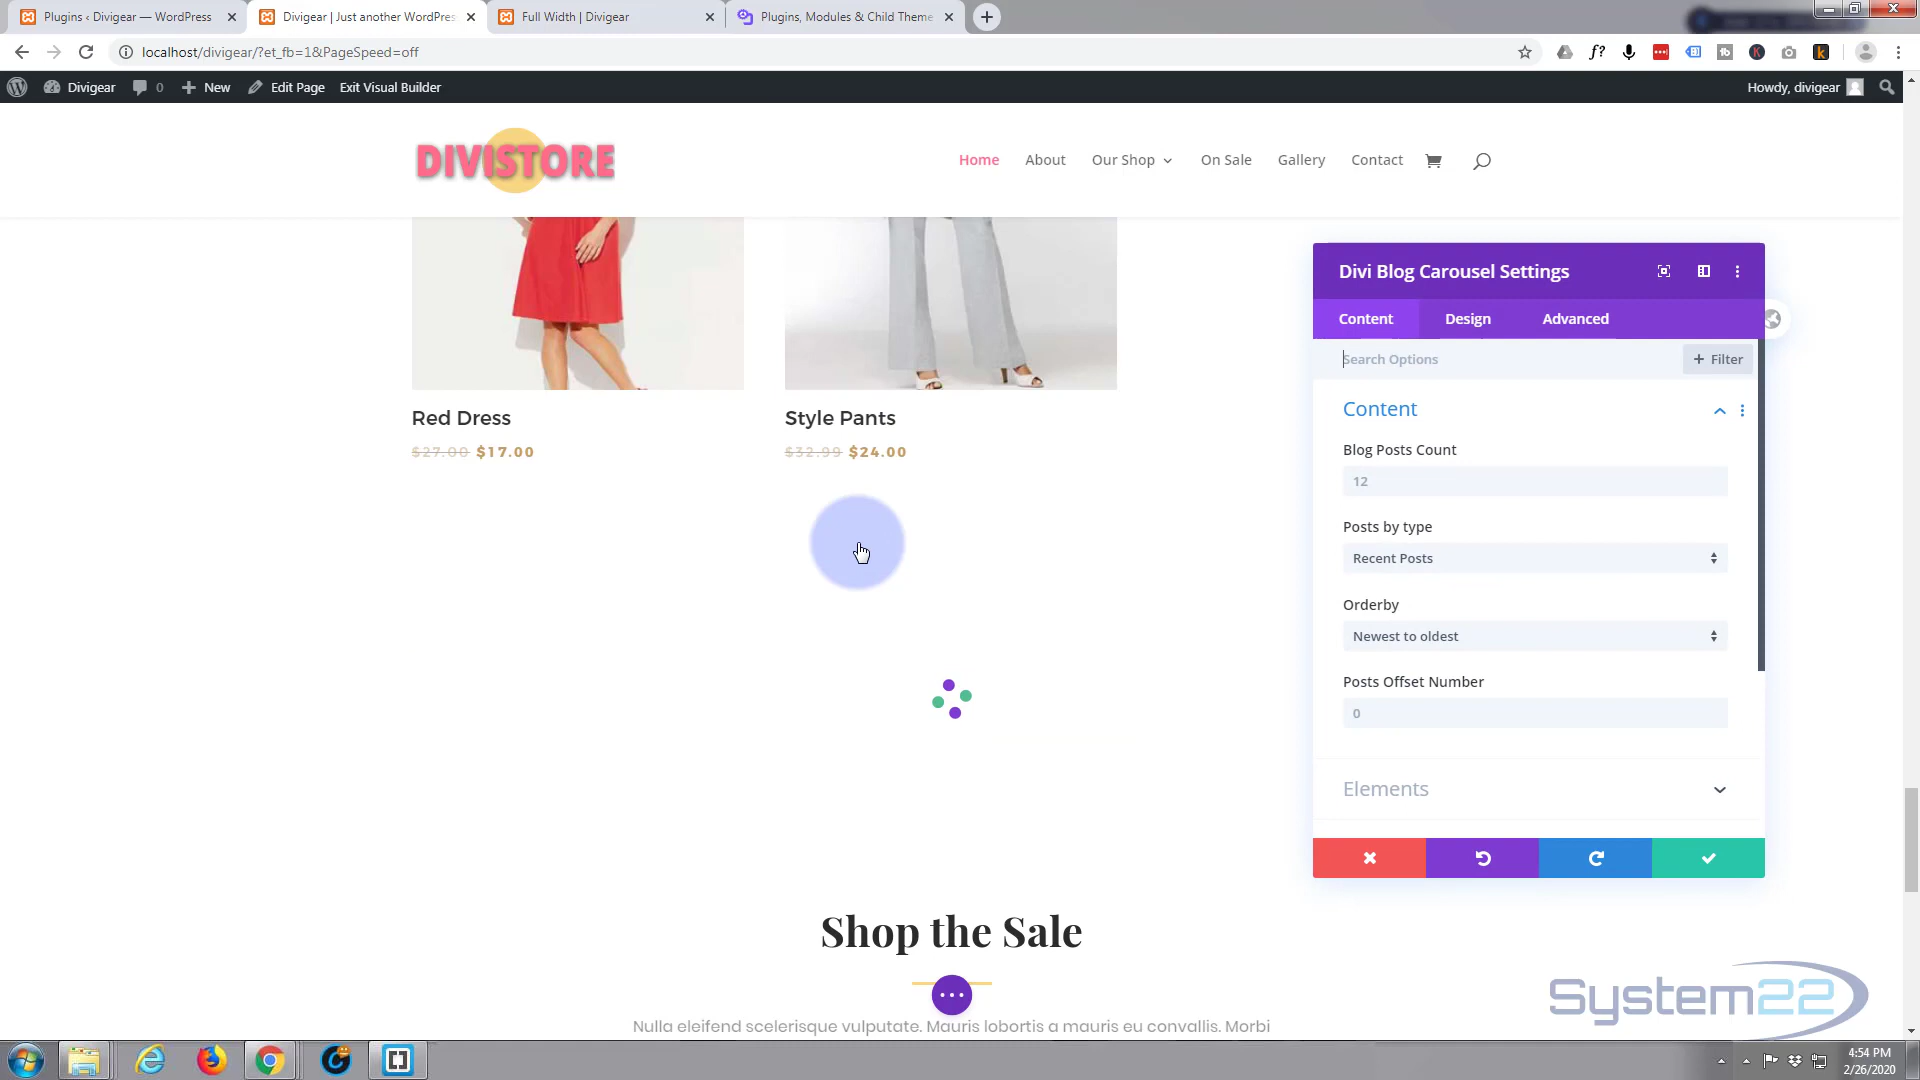 Plugins ‹ Divigear — WordPress
Divigear | Just another WordPres
Full Width | Divigear
Plugins, Modules & Child Theme
localhost/divigear/?et_fb=1&PageSpeed=off
Divigear
0
New
Edit Page
Exit Visual Builder
Howdy, divigear
DIVISTORE
Home
About
Our Shop
On Sale
Gallery
Contact
Red Dress
$27.00 $17.00
Style Pants
$32.99 $24.00
Divi Blog Carousel Settings
Content
Design
Advanced
Search Options
+ Filter
Content
Blog Posts Count
12
Posts by type
Recent Posts
Orderby
Newest to oldest
Posts Offset Number
0
Elements
Shop the Sale
Nulla eleifend scelerisque vulputate. Mauris lobortis a mauris eu convallis. Morbi
System22
4:54 PM
2/26/2020